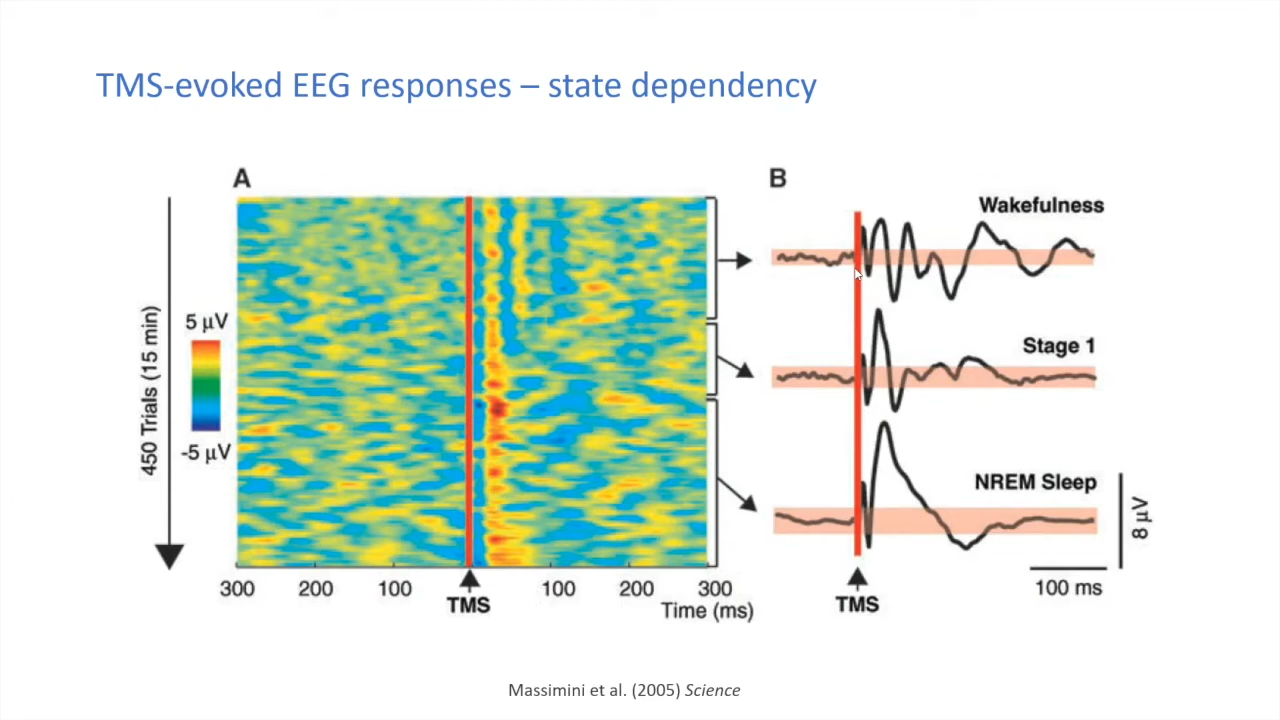 TMS-evoked EEG responses – state dependency
A
B
Wakefulness
Stage 1
NREM Sleep
450 Trials (15 min)
5 μV
-5 μV
8 μV
300 200 100 100 200 300
100 ms
TMS
Time (ms)
TMS
Massimini et al. (2005) Science